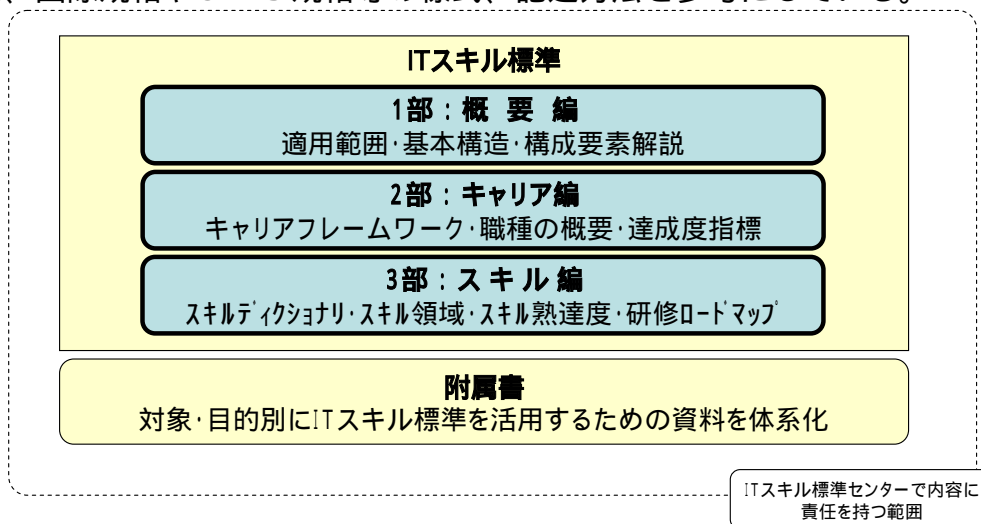 ITスキル標準
1部：概 要 編
適用範囲･基本構造･構成要素解説
2部：キャリア編
キャリアフレームワーク･職種の概要･達成度指標
3部：ス キ ル 編
ｽｷﾙﾃﾞｨｸｼｮﾅﾘ･ｽｷﾙ領域･ｽｷﾙ熟達度･研修ﾛｰﾄﾞﾏｯﾌﾟ
附属書
対象･目的別にITスキル標準を活用するための資料を体系化
ITスキル標準センターで内容に
責任を持つ範囲